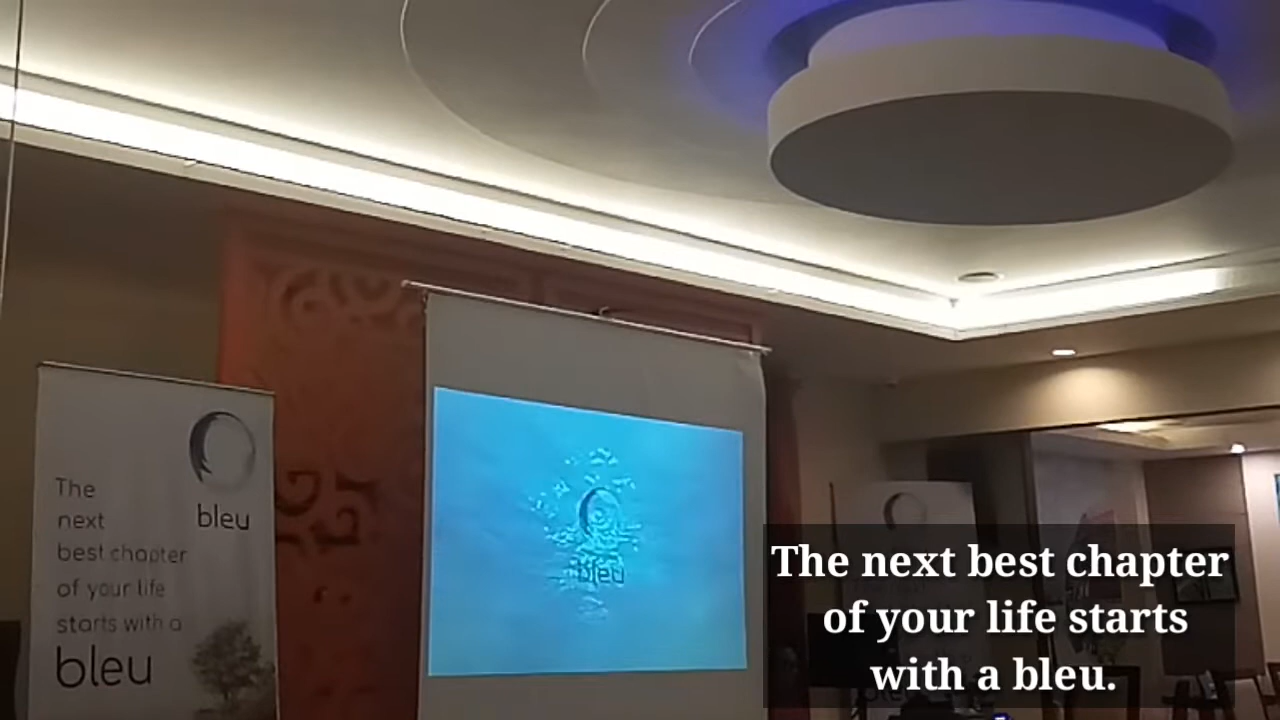 bleu
The
next
best chapter
of your life
starts with a
bleu
bleu
The next best chapter
of your life starts
with a bleu.